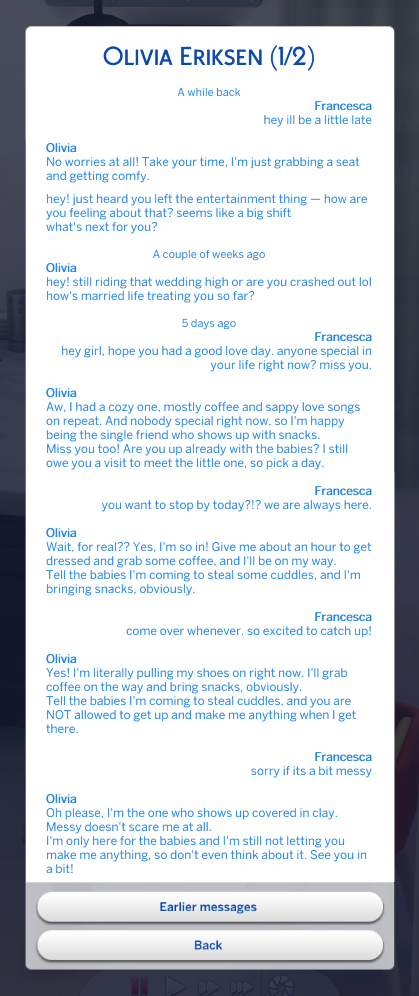 OLIVIA ERIKSEN (1/2)
A while back
Francesca
hey ill be a little late
Olivia
No worries at all! Take your time, I'm just grabbing a seat
and getting comfy.
hey! just heard you left the entertainment thing — how are
you feeling about that? seems like a big shift
what's next for you?
A couple of weeks ago
Olivia
hey! still riding that wedding high or are you crashed out lol
how's married life treating you so far?
5 days ago
Francesca
hey girl, hope you had a good love day. anyone special in
your life right now? miss you.
Olivia
Aw, I had a cozy one, mostly coffee and sappy love songs
on repeat. And nobody special right now, so I'm happy
being the single friend who shows up with snacks.
Miss you too! Are you up already with the babies? I still
owe you a visit to meet the little one, so pick a day.
Francesca
you want to stop by today?!? we are always here.
Olivia
Wait, for real?? Yes, I'm so in! Give me about an hour to get
dressed and grab some coffee, and I'll be on my way.
Tell the babies I'm coming to steal some cuddles, and I'm
bringing snacks, obviously.
Francesca
come over whenever. so excited to catch up!
Olivia
Yes! I'm literally pulling my shoes on right now. I'll grab
coffee on the way and bring snacks, obviously.
Tell the babies I'm coming to steal cuddles, and you are
NOT allowed to get up and make me anything when I get
there.
Francesca
sorry if its a bit messy
Olivia
Oh please, I'm the one who shows up covered in clay.
Messy doesn't scare me at all.
I'm only here for the babies and I'm still not letting you
make me anything, so don't even think about it. See you in
a bit!
Earlier messages
Back